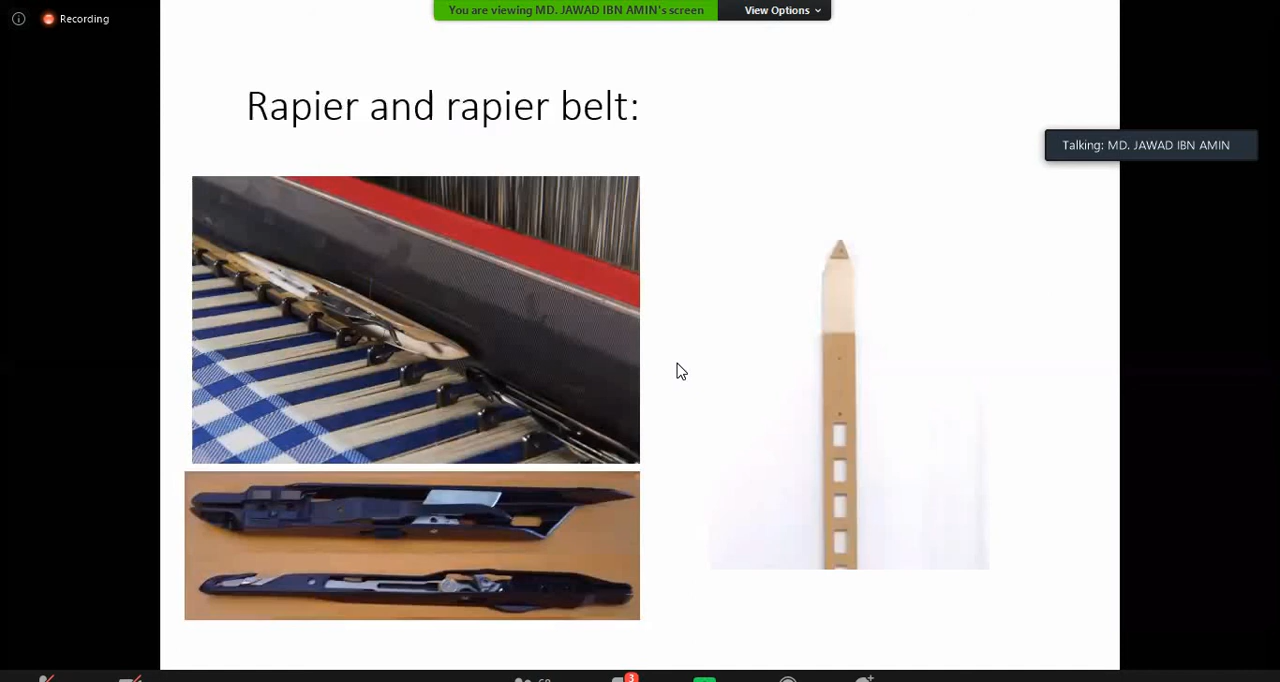 Recording
You are viewing MD. JAWAD IBN AMIN's screen
View Options
Rapier and rapier belt:
Talking: MD. JAWAD IBN AMIN
3